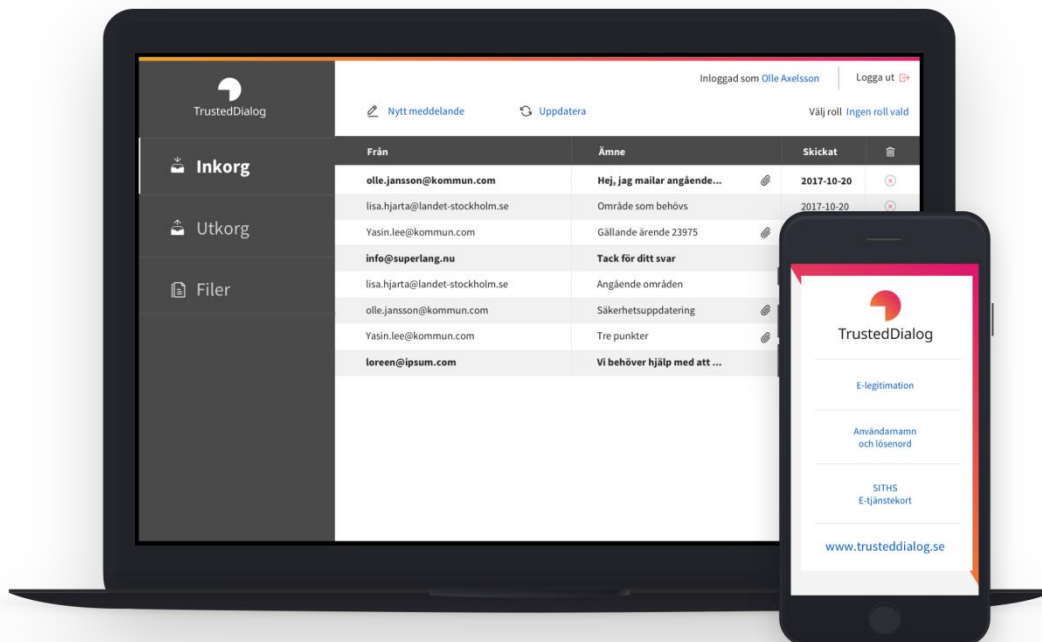 TrustedDialog
Inkorg
Utkorg
Filer
Inloggad som Olle Axelsson
Logga ut
Nytt meddelande
Uppdatera
Välj roll Ingen roll vald
Från Ämne Skickat
olle.jansson@kommun.com Hej, jag mailar angående... 2017-10-20
lisa.hjarta@landet-stockholm.se Område som behövs 2017-10-20
Yasin.lee@kommun.com Gällande ärende 23975
info@superlang.nu Tack för ditt svar
lisa.hjarta@landet-stockholm.se Angående områden
olle.jansson@kommun.com Säkerhetsuppdatering
Yasin.lee@kommun.com Tre punkter
loreen@ipsum.com Vi behöver hjälp med att ...
TrustedDialog
E-legitimation
Användarnamn
och lösenord
SITHS
E-tjänstekort
www.trusteddialog.se